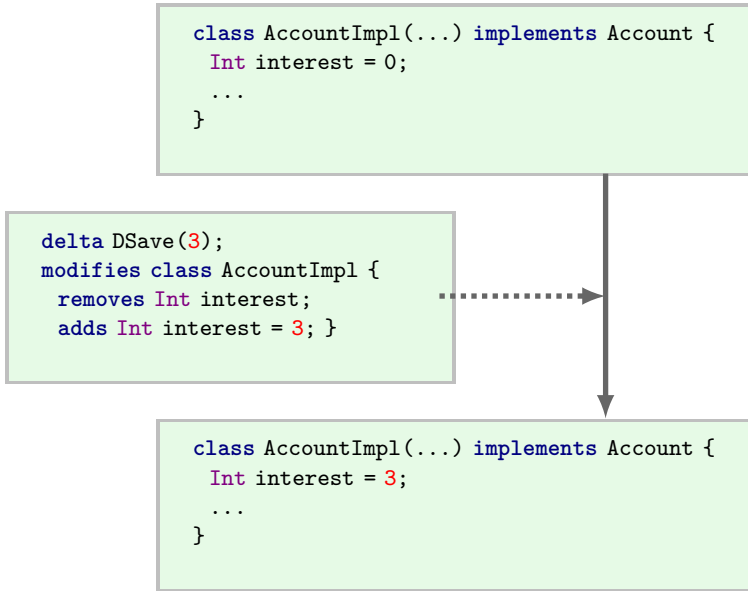 class AccountImpl(...) implements Account {
Int interest = 0;
...
}
delta DSave(3);
modifies class AccountImpl {
removes Int interest;
adds Int interest = 3; }
class AccountImpl(...) implements Account {
Int interest = 3;
...
}